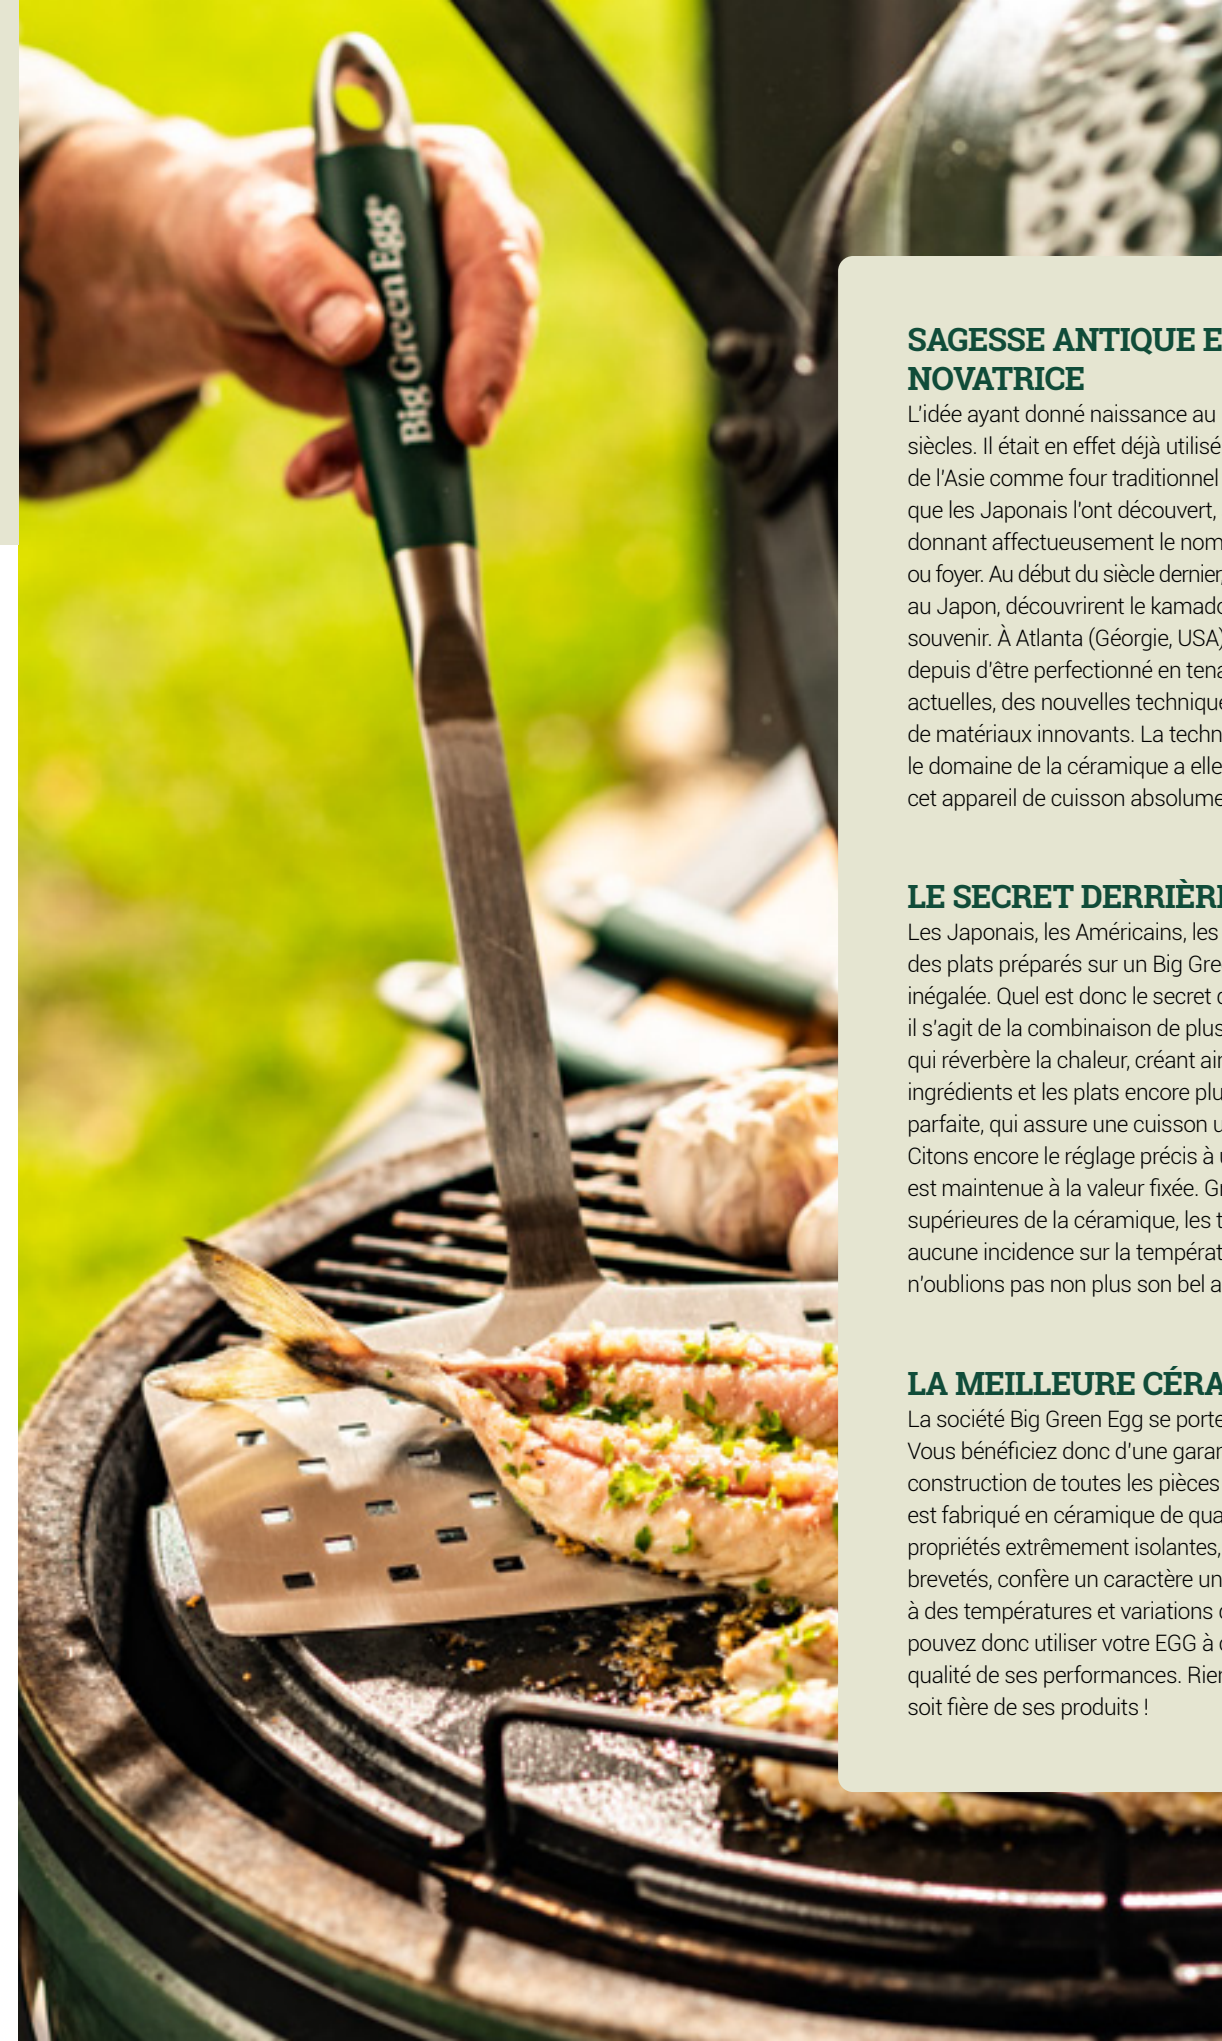 Big Green Egg®
SAGESSE ANTIQUE E
NOVATRICE
L'idée ayant donné naissance au
siècles. Il était en effet déjà utilisé
de l'Asie comme four traditionnel
que les Japonais l'ont découvert,
donnant affectueusement le nom
ou foyer. Au début du siècle dernier,
au Japon, découvrirent le kamado
souvenir. À Atlanta (Géorgie, USA)
depuis d'être perfectionné en tena
actuelles, des nouvelles technique
de matériaux innovants. La techn
le domaine de la céramique a elle
cet appareil de cuisson absolume
LE SECRET DERRIÈR
Les Japonais, les Américains, les
des plats préparés sur un Big Gre
inégalée. Quel est donc le secret
il s'agit de la combinaison de plus
qui réverbère la chaleur, créant ain
ingrédients et les plats encore plu
parfaite, qui assure une cuisson u
Citons encore le réglage précis à
est maintenue à la valeur fixée. Gr
supérieures de la céramique, les t
aucune incidence sur la températ
n'oublions pas non plus son bel a
LA MEILLEURE CÉRA
La société Big Green Egg se porte
Vous bénéficiez donc d'une garan
construction de toutes les pièces
est fabriqué en céramique de qua
propriétés extrêmement isolantes,
brevetés, confère un caractère un
à des températures et variations
pouvez donc utiliser votre EGG à
qualité de ses performances. Rien
soit fière de ses produits !